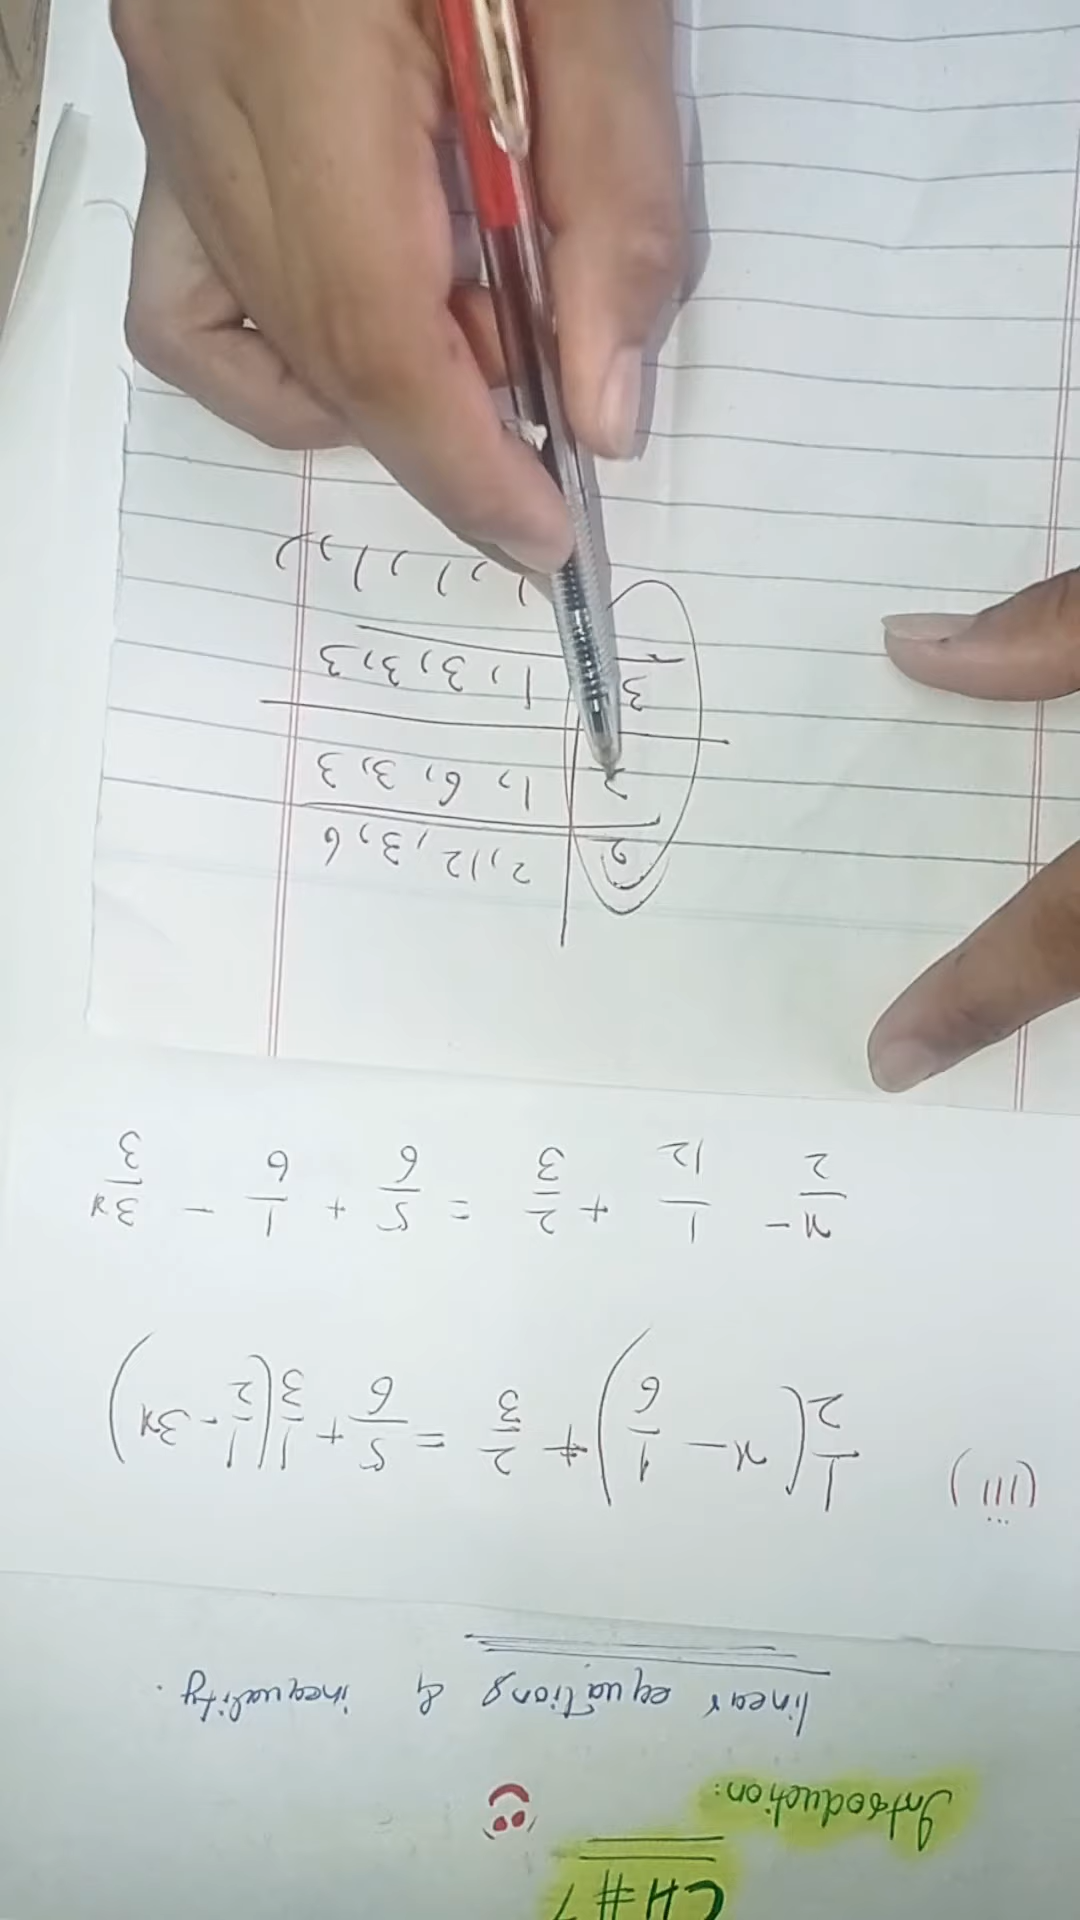 CH # 7
Introduction:
linear equations & inequality.
(iii) 1/2 (x - 1/6) + 2/3 = 5/6 + 1/3 (1/2 - 3x)
x/2 - 1/12 + 2/3 = 5/6 + 1/6 - 3x/3
2 | 2, 12, 3, 6
2 | 1, 6, 3, 3
3 | 1, 3, 3, 3
1, 1, 1, 1